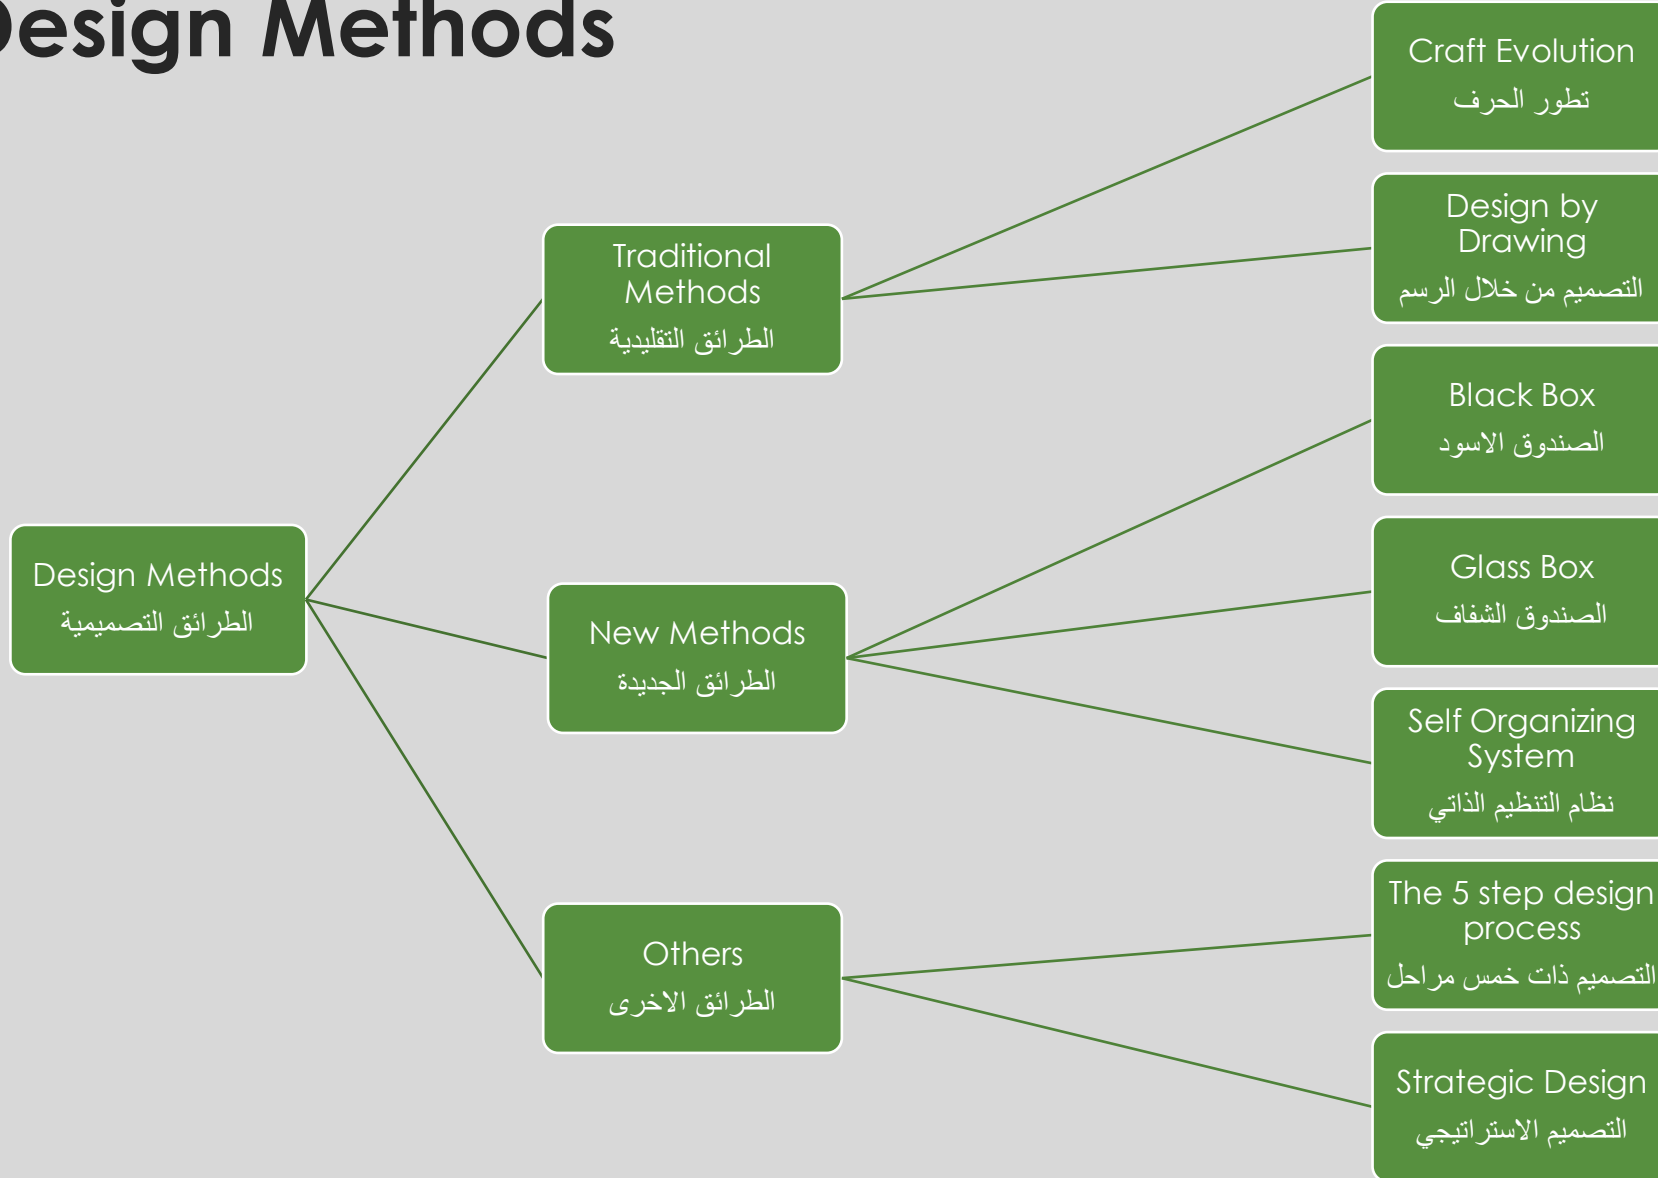 Design Methods
Craft Evolution
تطور الحرف
Design by
Drawing
التصميم من خلال الرسم
Traditional
Methods
الطرائق التقليدية
Black Box
الصندوق الاسود
Glass Box
الصندوق الشفاف
Design Methods
الطرائق التصميمية
New Methods
الطرائق الجديدة
Self Organizing
System
نظام التنظيم الذاتي
The 5 step design
process
التصميم ذات خمس مراحل
Others
الطرائق الاخرى
Strategic Design
التصميم الاستراتيجي